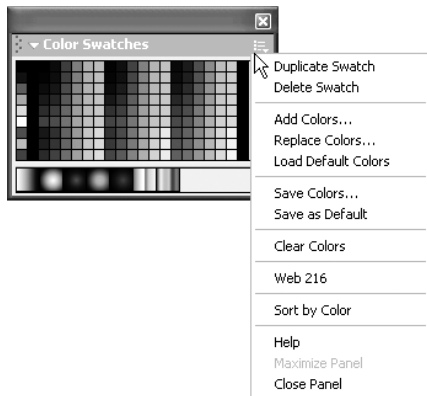 Color Swatches
Duplicate Swatch
Delete Swatch
Add Colors...
Replace Colors...
Load Default Colors
Save Colors...
Save as Default
Clear Colors
Web 216
Sort by Color
Help
Maximize Panel
Close Panel